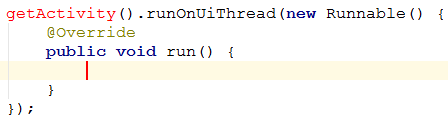 getActivity().runOnUiThread(new Runnable() {
    @Override
    public void run() {

    }
});